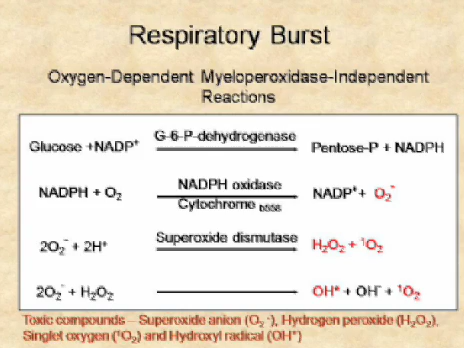 Respiratory Burst
Oxygen-Dependent Myeloperoxidase-Independent
Reactions
Glucose +NADP⁺ G-6-P-dehydrogenase Pentose-P + NADPH
NADPH + O₂ NADPH oxidase Cytochrome b558 NADP⁺+ O₂⁻
2O₂⁻ + 2H⁺ Superoxide dismutase H₂O₂ + ¹O₂
2O₂⁻ + H₂O₂ OH• + OH⁻ + ¹O₂
Toxic compounds – Superoxide anion (O₂⁻), Hydrogen peroxide (H₂O₂),
Singlet oxygen (¹O₂) and Hydroxyl radical (OH•)